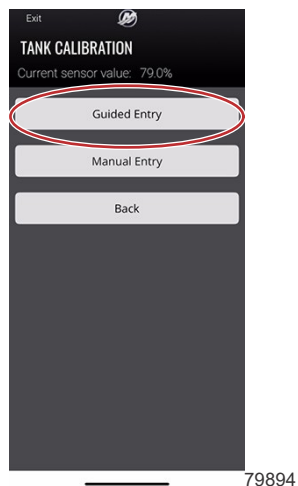 Exit
TANK CALIBRATION
Current sensor value: 79.0%
Guided Entry
Manual Entry
Back
79894